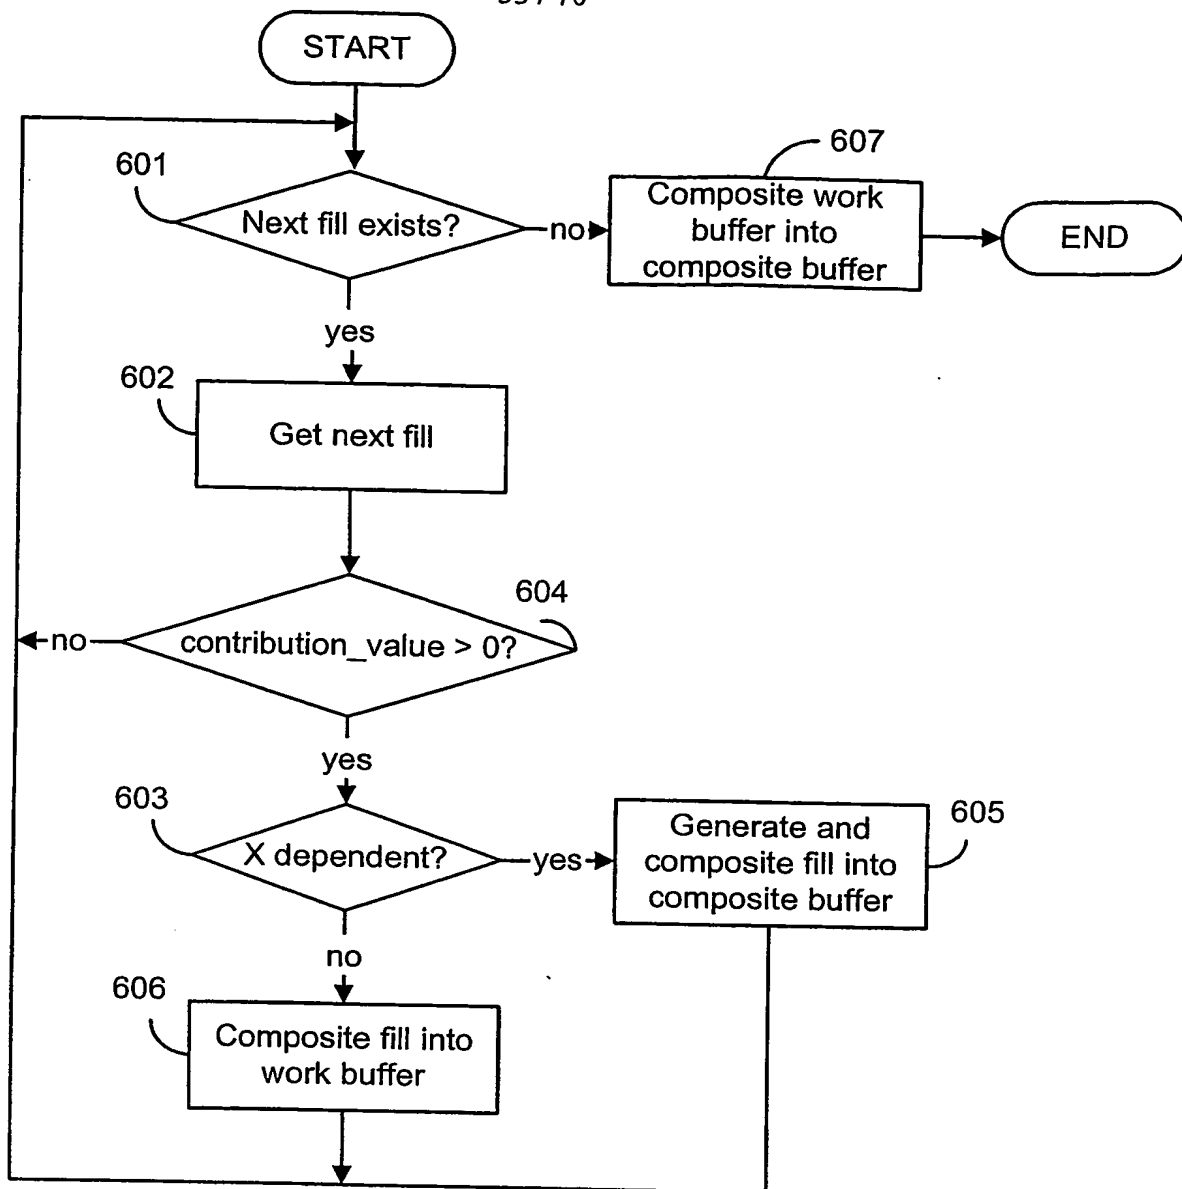 START
601
Next fill exists?
no
607
Composite work
buffer into
composite buffer
END
yes
602
Get next fill
604
contribution_value > 0?
no
yes
603
X dependent?
yes
605
Generate and
composite fill into
composite buffer
no
606
Composite fill into
work buffer